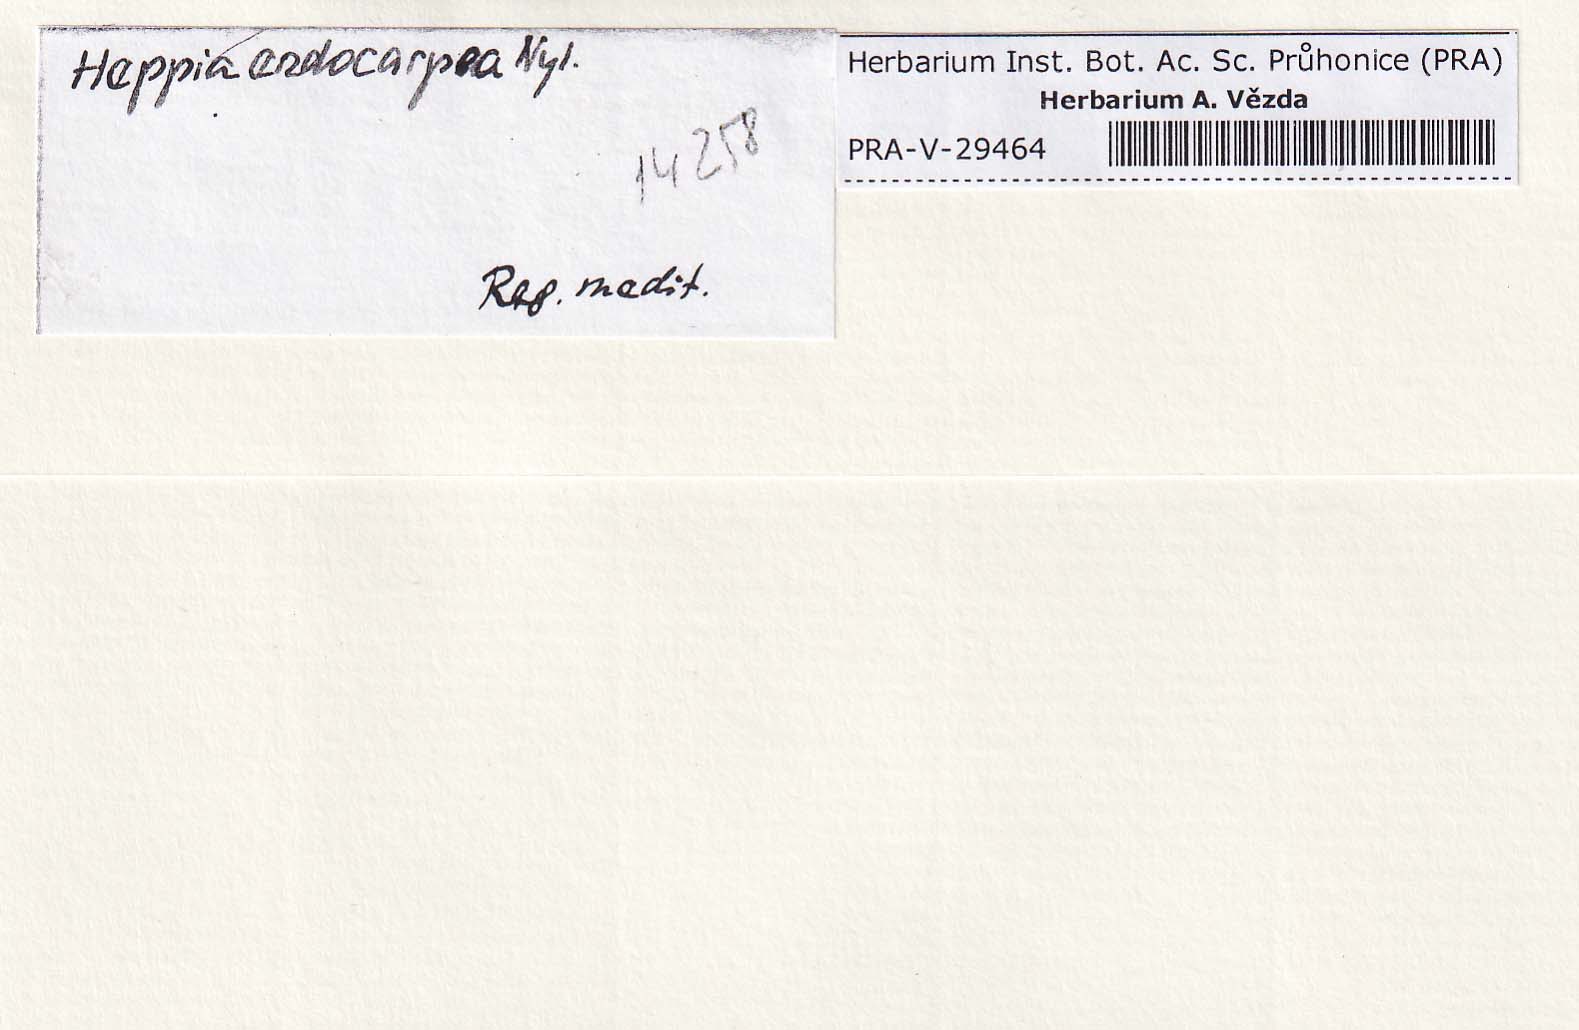 Heppia endocarpea Nyl.
14258
Reg. medit.
Herbarium Inst. Bot. Ac. Sc. Průhonice (PRA)
Herbarium A. Vězda
PRA-V-29464